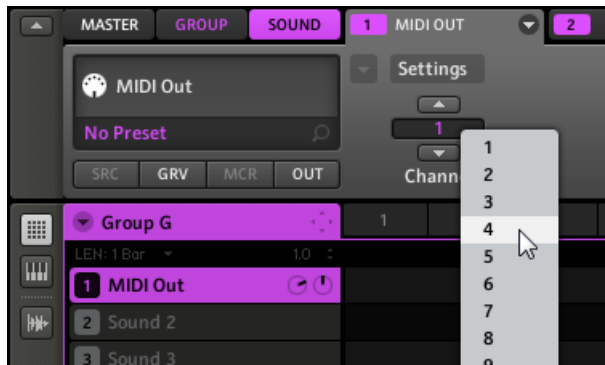 MASTER GROUP SOUND 1 MIDI OUT 2
MIDI Out
No Preset
SRC GRV MCR OUT
Settings
1
Chann
1
2
3
4
5
6
7
8
9
Group G 1
LEN: 1 Bar 1.0
1 MIDI Out
2 Sound 2
3 Sound 3